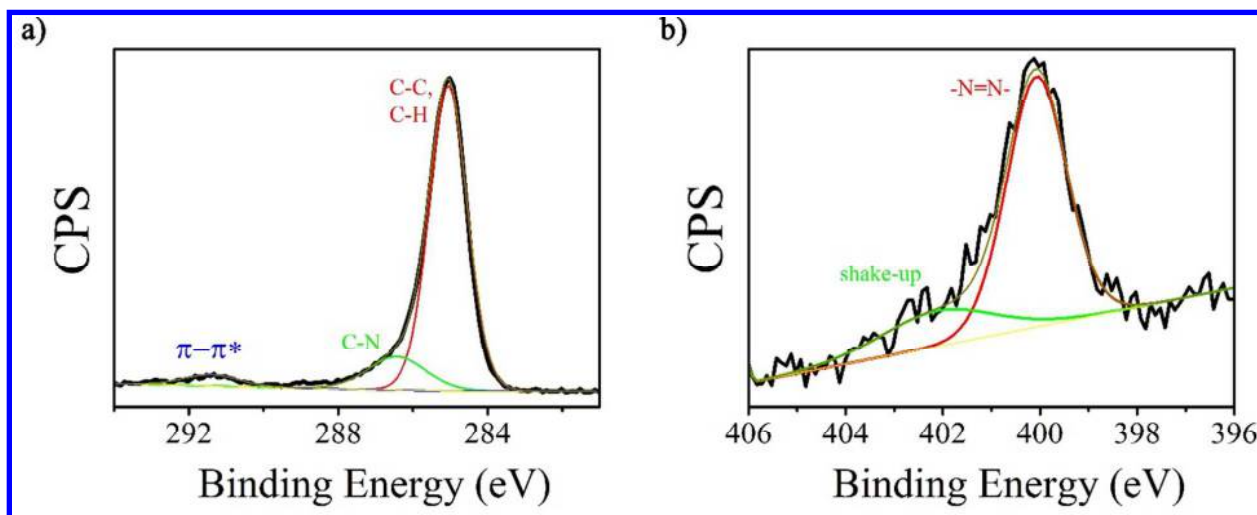 a)
CPS
C-C,
C-H
C-N
π–π*
292
288
284
Binding Energy (eV)
b)
CPS
-N=N-
shake-up
406
404
402
400
398
396
Binding Energy (eV)